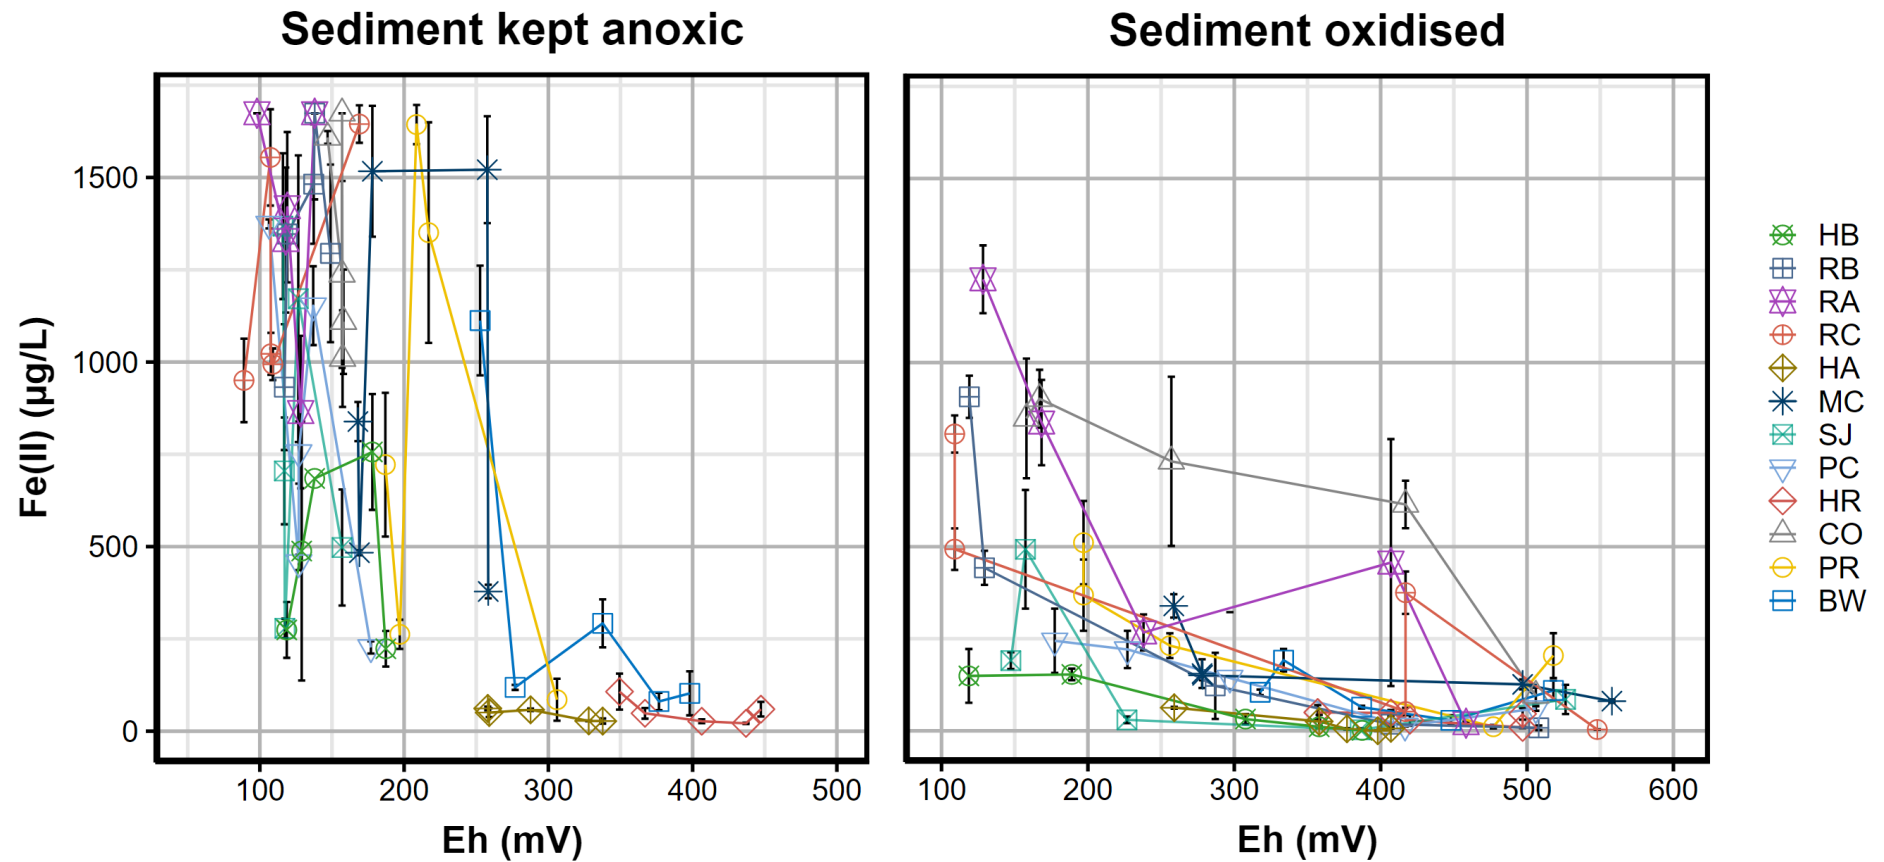 Sediment kept anoxic
Sediment oxidised
Fe(II) (µg/L)
1500
1000
500
0
100 200 300 400 500
100 200 300 400 500 600
Eh (mV)
Eh (mV)
HB
RB
RA
RC
HA
MC
SJ
PC
HR
CO
PR
BW